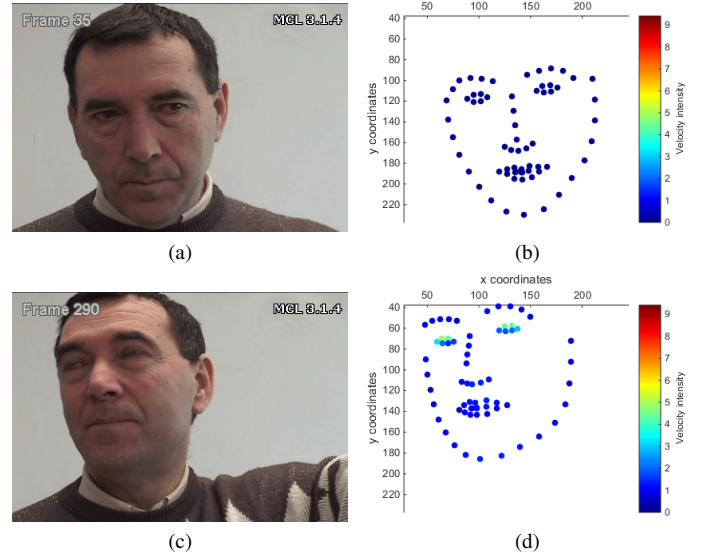 Frame 35
MCL 3.1.4
50 100 150 200
40
60
80
100
120
140
160
180
200
220
y coordinates
9
8
7
6
5
4
3
2
1
0
Velocity intensity
(a)
(b)
Frame 290
MCL 3.1.4
x coordinates
50 100 150 200
40
60
80
100
120
140
160
180
200
220
y coordinates
9
8
7
6
5
4
3
2
1
0
Velocity intensity
(c)
(d)